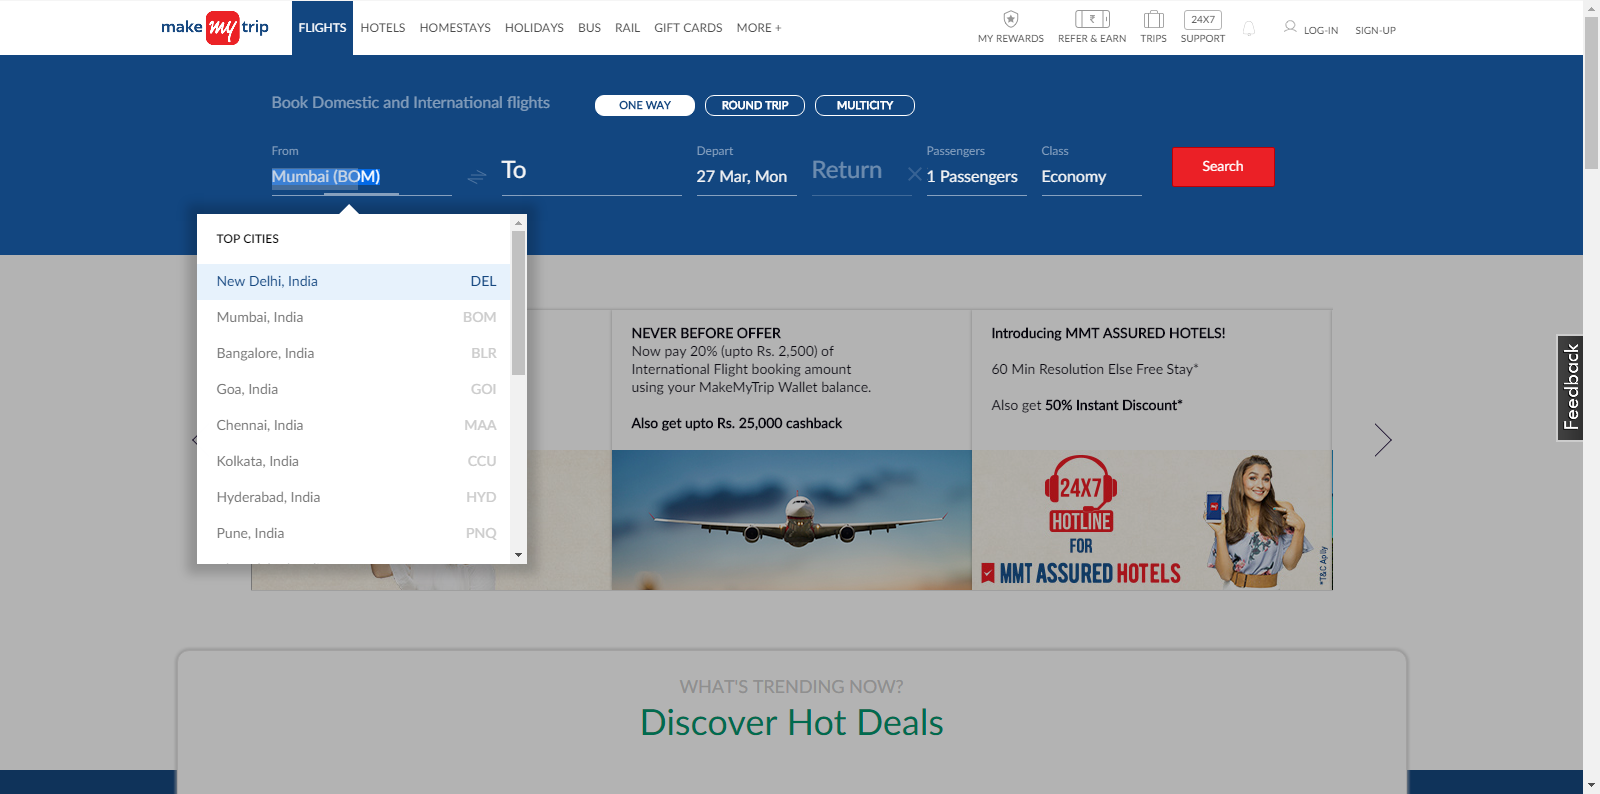 make my trip
FLIGHTS
HOTELS
HOMESTAYS
HOLIDAYS
BUS
RAIL
GIFT CARDS
MORE +
MY REWARDS
REFER & EARN
TRIPS
24X7
SUPPORT
LOG-IN
SIGN-UP
Book Domestic and International flights
ONE WAY
ROUND TRIP
MULTICITY
From
Mumbai (BOM)
To
Depart
27 Mar, Mon
Return
Passengers
1 Passengers
Class
Economy
Search
TOP CITIES
New Delhi, India DEL
Mumbai, India BOM
Bangalore, India BLR
Goa, India GOI
Chennai, India MAA
Kolkata, India CCU
Hyderabad, India HYD
Pune, India PNQ
NEVER BEFORE OFFER
Now pay 20% (upto Rs. 2,500) of
International Flight booking amount
using your MakeMyTrip Wallet balance.
Also get upto Rs. 25,000 cashback
Introducing MMT ASSURED HOTELS!
60 Min Resolution Else Free Stay*
Also get 50% Instant Discount*
24X7
HOTLINE
FOR
MMT ASSURED HOTELS
*T&C Aplly
Feedback
WHAT'S TRENDING NOW?
Discover Hot Deals